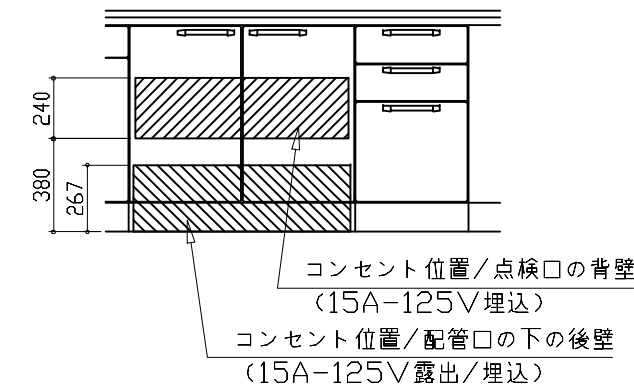 240
380
267
コンセント位置/点検口の背壁
(15A-125V埋込)
コンセント位置/配管口の下の後壁
(15A-125V露出/埋込)